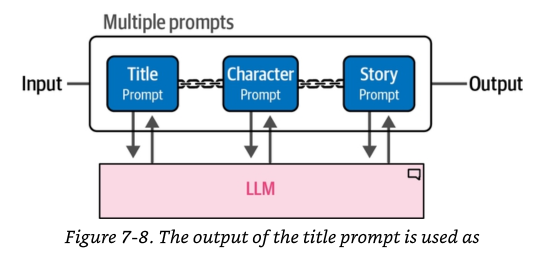 Multiple prompts
Input
Title
Prompt
Character
Prompt
Story
Prompt
Output
LLM
Figure 7-8. The output of the title prompt is used as